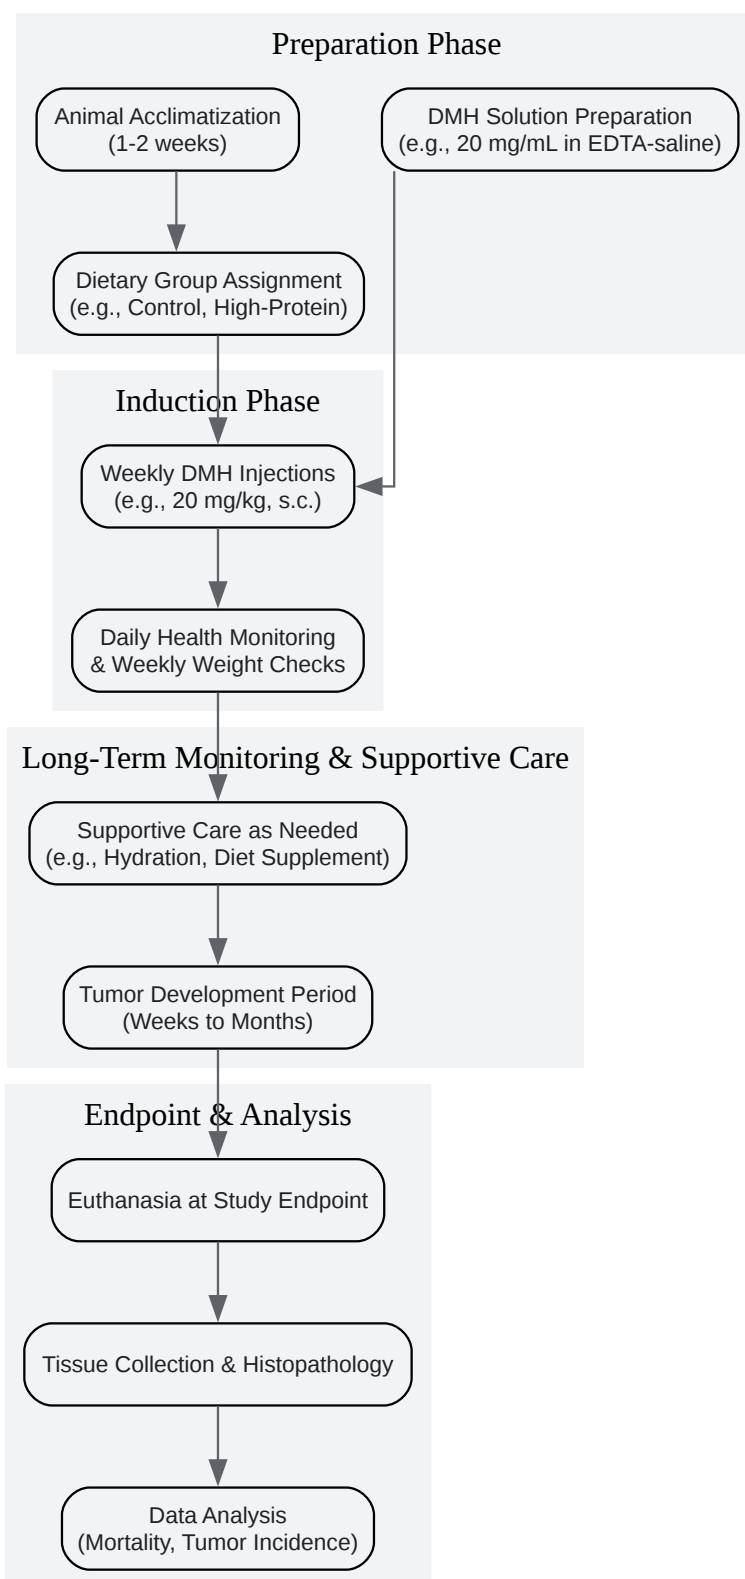 Preparation Phase
Animal Acclimatization
(1-2 weeks)
DMH Solution Preparation
(e.g., 20 mg/mL in EDTA-saline)
Dietary Group Assignment
(e.g., Control, High-Protein)
Induction Phase
Weekly DMH Injections
(e.g., 20 mg/kg, s.c.)
Daily Health Monitoring
& Weekly Weight Checks
Long-Term Monitoring & Supportive Care
Supportive Care as Needed
(e.g., Hydration, Diet Supplement)
Tumor Development Period
(Weeks to Months)
Endpoint & Analysis
Euthanasia at Study Endpoint
Tissue Collection & Histopathology
Data Analysis
(Mortality, Tumor Incidence)